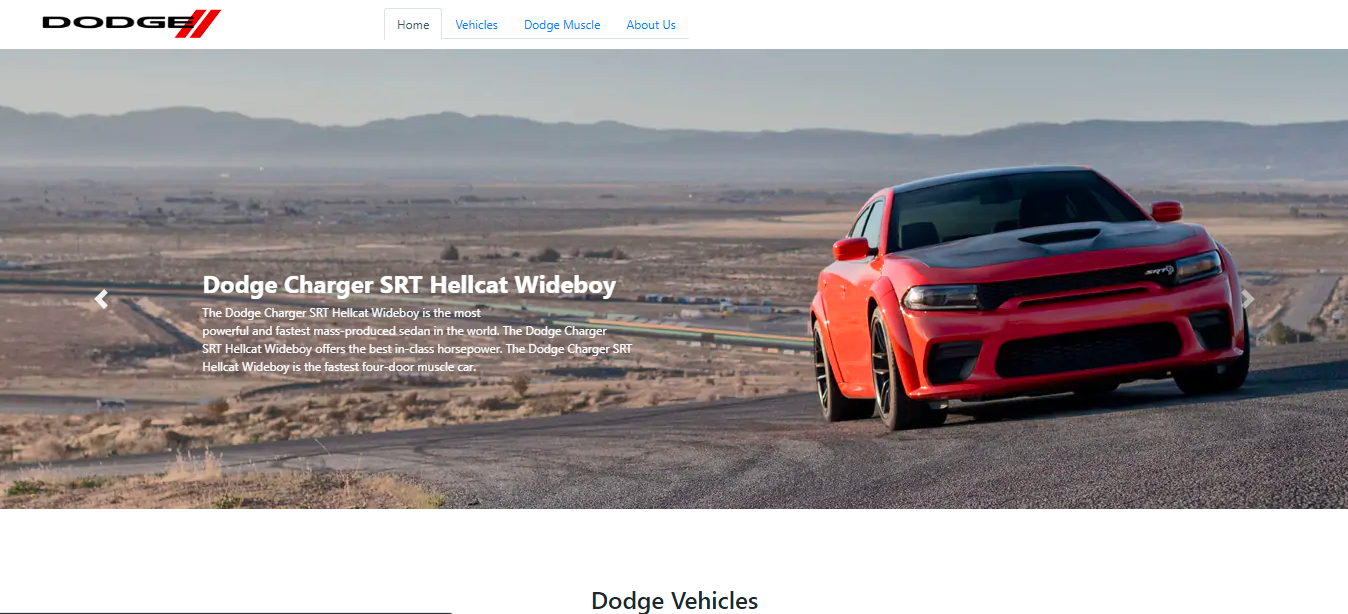 DODGE
Home Vehicles Dodge Muscle About Us
Dodge Charger SRT Hellcat Wideboy
The Dodge Charger SRT Hellcat Wideboy is the most
powerful and fastest mass-produced sedan in the world. The Dodge Charger
SRT Hellcat Wideboy offers the best in-class horsepower. The Dodge Charger SRT
Hellcat Wideboy is the fastest four-door muscle car.
SRT
Dodge Vehicles